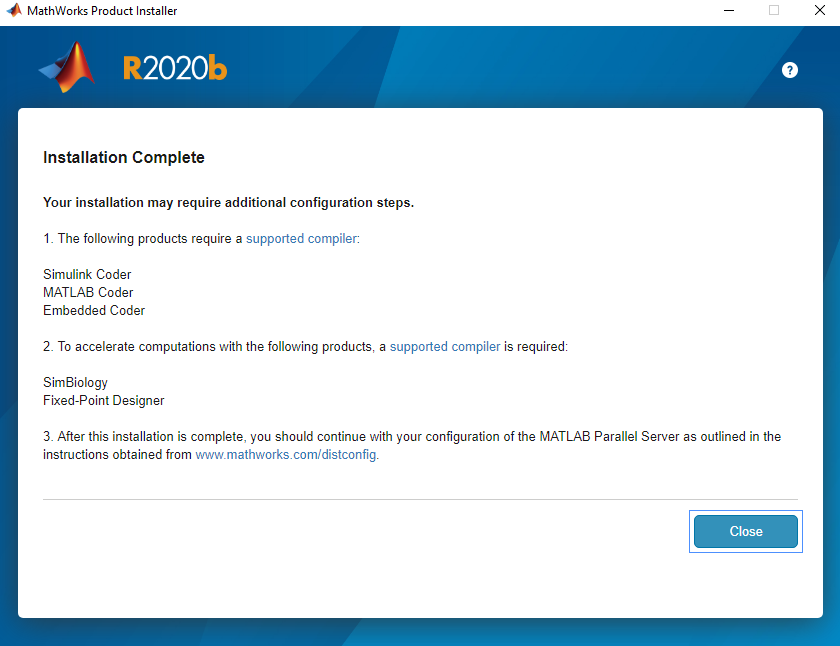 MathWorks Product Installer
R2020b
?
Installation Complete
Your installation may require additional configuration steps.
1. The following products require a supported compiler:
Simulink Coder
MATLAB Coder
Embedded Coder
2. To accelerate computations with the following products, a supported compiler is required:
SimBiology
Fixed-Point Designer
3. After this installation is complete, you should continue with your configuration of the MATLAB Parallel Server as outlined in the
instructions obtained from www.mathworks.com/distconfig.
Close